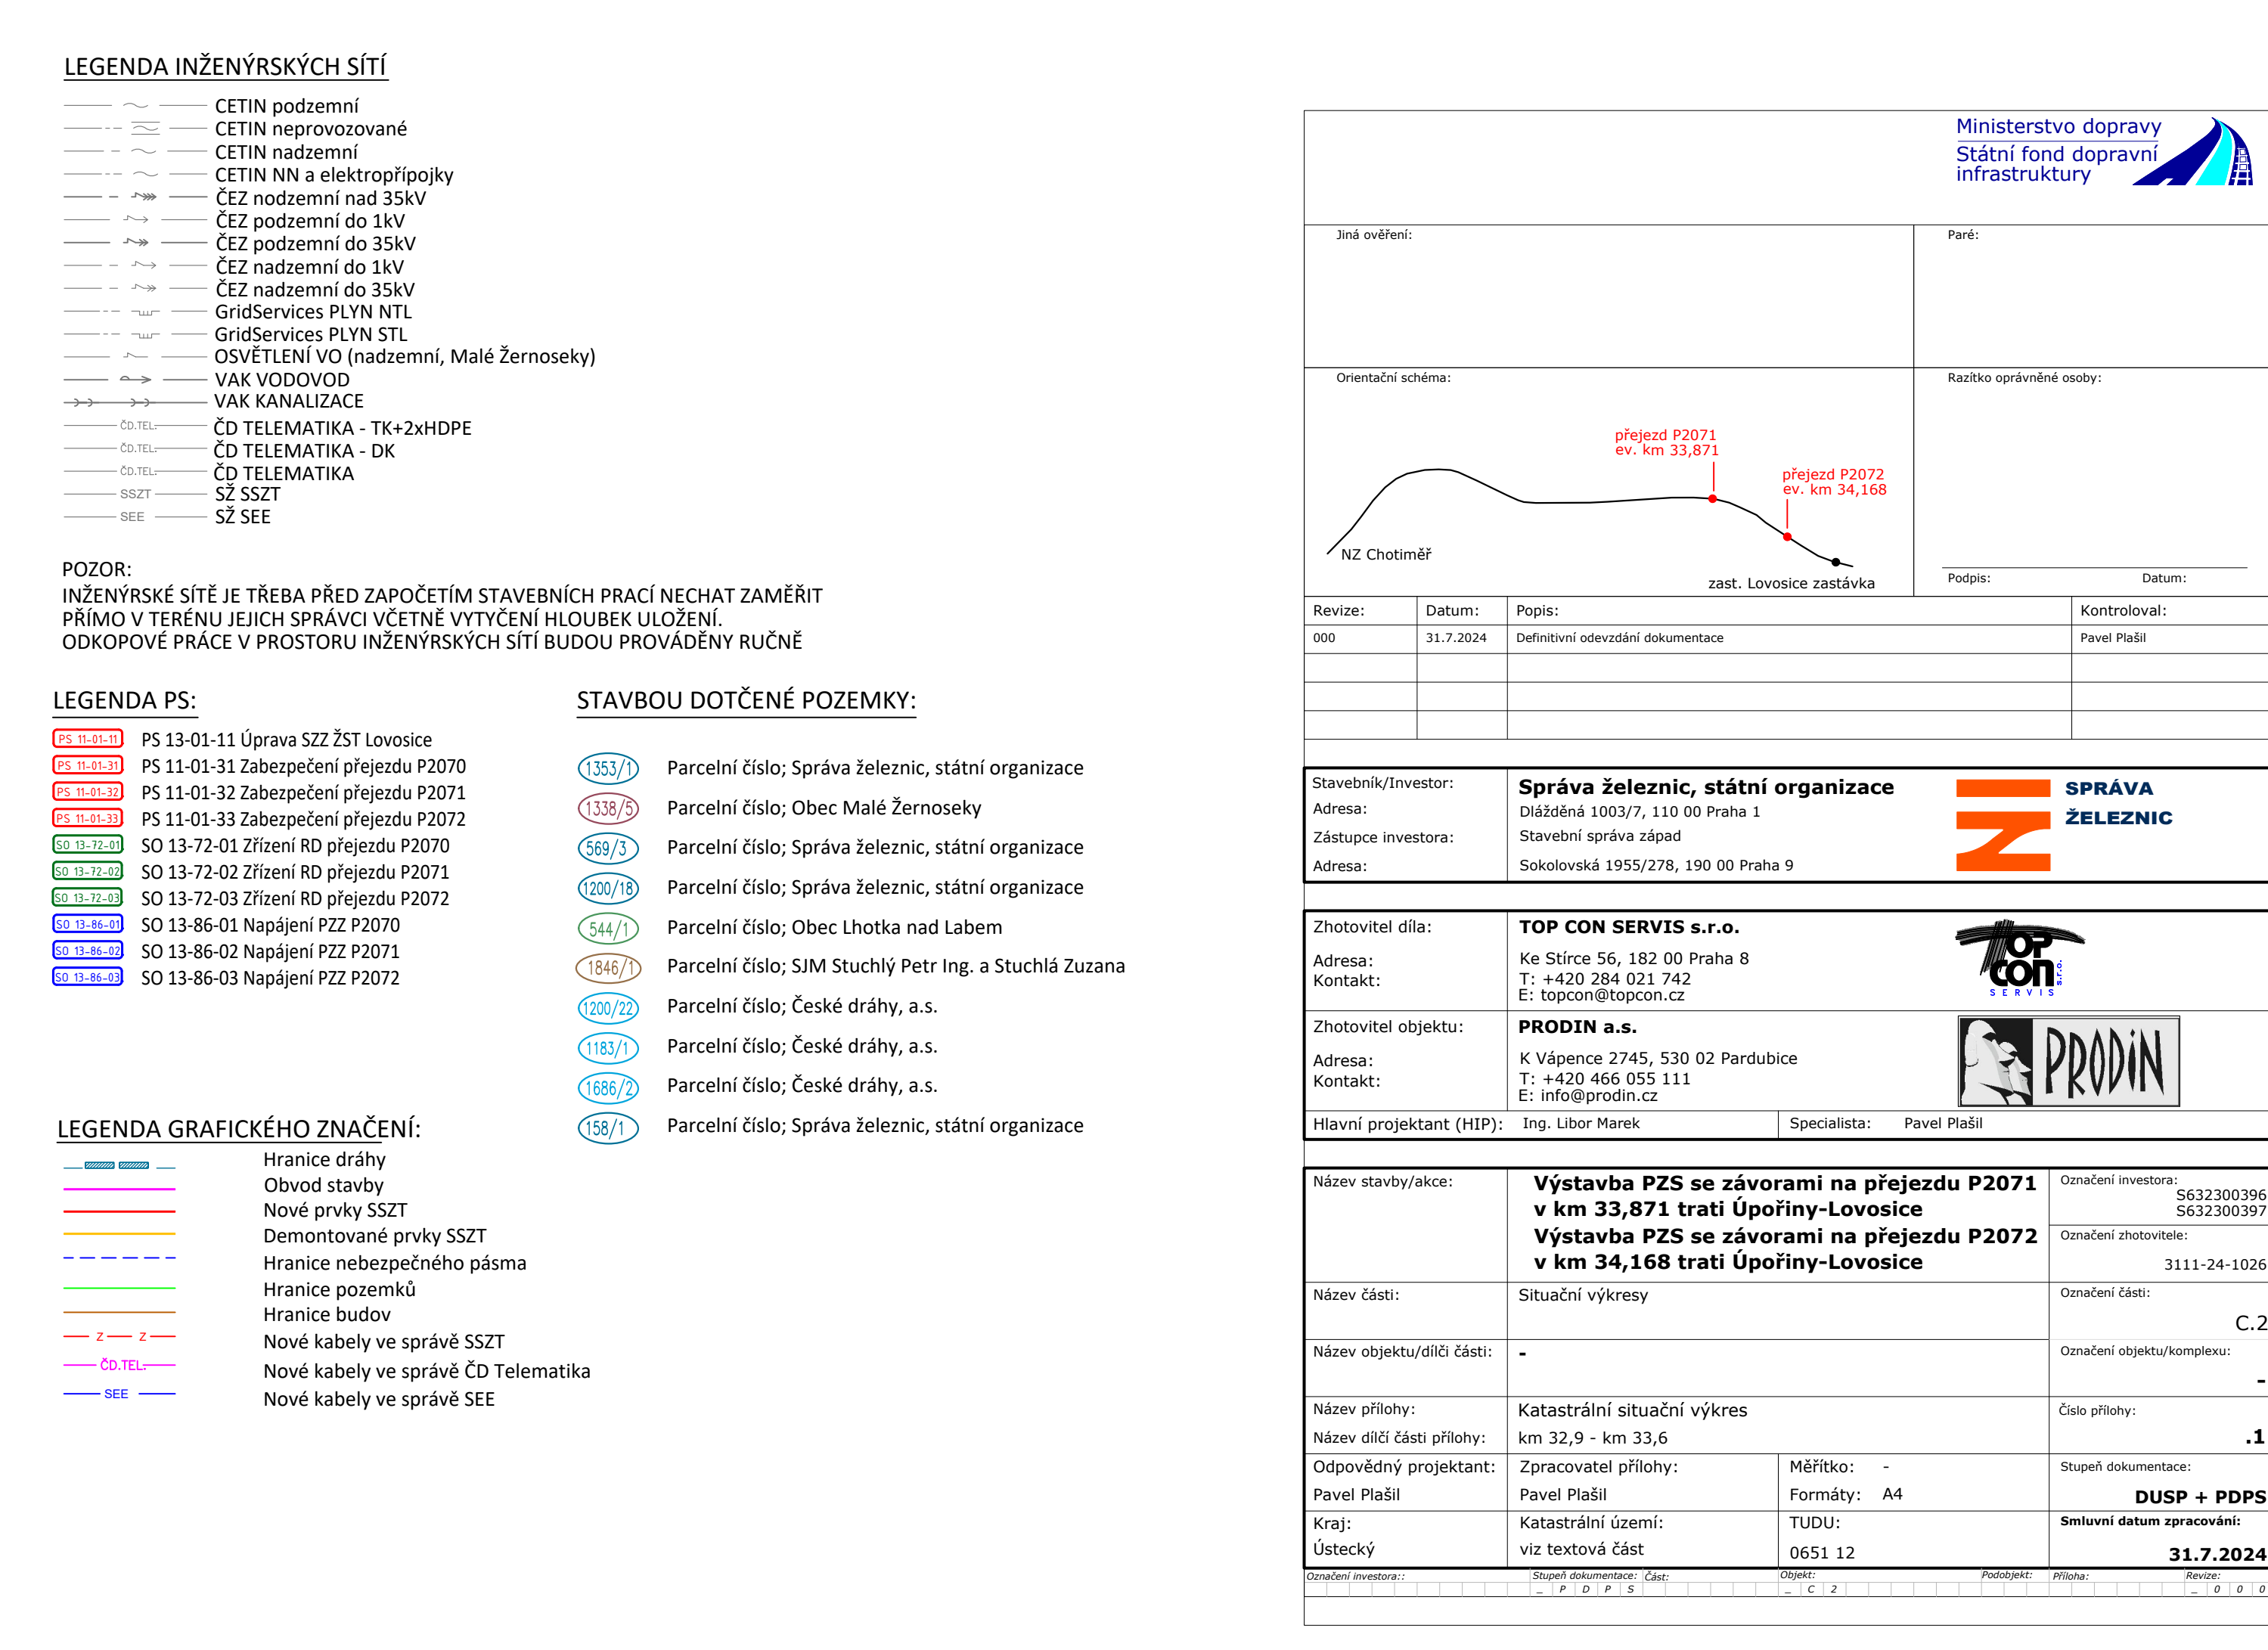 LEGENDA INŽENÝRSKÝCH SÍTÍ
CETIN podzemní
CETIN neprovozované
CETIN nadzemní
CETIN NN a elektropřípojky
ČEZ nodzemní nad 35kV
ČEZ podzemní do 1kV
ČEZ podzemní do 35kV
ČEZ nadzemní do 1kV
ČEZ nadzemní do 35kV
GridServices PLYN NTL
GridServices PLYN STL
OSVĚTLENÍ VO (nadzemní, Malé Žernoseky)
VAK VODOVOD
VAK KANALIZACE
ČD.TEL. ČD TELEMATIKA - TK+2xHDPE
ČD.TEL. ČD TELEMATIKA - DK
ČD.TEL. ČD TELEMATIKA
SSZT SŽ SSZT
SEE SŽ SEE
POZOR:
INŽENÝRSKÉ SÍTĚ JE TŘEBA PŘED ZAPOČETÍM STAVEBNÍCH PRACÍ NECHAT ZAMĚŘIT
PŘÍMO V TERÉNU JEJICH SPRÁVCI VČETNĚ VYTYČENÍ HLOUBEK ULOŽENÍ.
ODKOPOVÉ PRÁCE V PROSTORU INŽENÝRSKÝCH SÍTÍ BUDOU PROVÁDĚNY RUČNĚ
LEGENDA PS:
PS 11-01-11 PS 13-01-11 Úprava SZZ ŽST Lovosice
PS 11-01-31 PS 11-01-31 Zabezpečení přejezdu P2070
PS 11-01-32 PS 11-01-32 Zabezpečení přejezdu P2071
PS 11-01-33 PS 11-01-33 Zabezpečení přejezdu P2072
SO 13-72-01 SO 13-72-01 Zřízení RD přejezdu P2070
SO 13-72-02 SO 13-72-02 Zřízení RD přejezdu P2071
SO 13-72-03 SO 13-72-03 Zřízení RD přejezdu P2072
SO 13-86-01 SO 13-86-01 Napájení PZZ P2070
SO 13-86-02 SO 13-86-02 Napájení PZZ P2071
SO 13-86-03 SO 13-86-03 Napájení PZZ P2072
STAVBOU DOTČENÉ POZEMKY:
1353/1 Parcelní číslo; Správa železnic, státní organizace
1338/5 Parcelní číslo; Obec Malé Žernoseky
569/3 Parcelní číslo; Správa železnic, státní organizace
1200/18 Parcelní číslo; Správa železnic, státní organizace
544/1 Parcelní číslo; Obec Lhotka nad Labem
1846/1 Parcelní číslo; SJM Stuchlý Petr Ing. a Stuchlá Zuzana
1200/22 Parcelní číslo; České dráhy, a.s.
1183/1 Parcelní číslo; České dráhy, a.s.
1686/2 Parcelní číslo; České dráhy, a.s.
158/1 Parcelní číslo; Správa železnic, státní organizace
LEGENDA GRAFICKÉHO ZNAČENÍ:
Hranice dráhy
Obvod stavby
Nové prvky SSZT
Demontované prvky SSZT
Hranice nebezpečného pásma
Hranice pozemků
Hranice budov
Z Z Nové kabely ve správě SSZT
ČD.TEL. Nové kabely ve správě ČD Telematika
SEE Nové kabely ve správě SEE
Ministerstvo dopravy
Státní fond dopravní
infrastruktury
Jiná ověření: Paré:
Orientační schéma: Razítko oprávněné osoby:
přejezd P2071
ev. km 33,871
přejezd P2072
ev. km 34,168
NZ Chotiměř
zast. Lovosice zastávka
Podpis: Datum:
Revize: Datum: Popis: Kontroloval:
000 31.7.2024 Definitivní odevzdání dokumentace Pavel Plašil
Stavebník/Investor: Správa železnic, státní organizace
Adresa: Dlážděná 1003/7, 110 00 Praha 1
Zástupce investora: Stavební správa západ
Adresa: Sokolovská 1955/278, 190 00 Praha 9
SPRÁVA
ŽELEZNIC
Zhotovitel díla: TOP CON SERVIS s.r.o.
Adresa: Ke Stírce 56, 182 00 Praha 8
Kontakt: T: +420 284 021 742
E: topcon@topcon.cz
TOP
CON s.r.o.
SERVIS
Zhotovitel objektu: PRODIN a.s.
Adresa: K Vápence 2745, 530 02 Pardubice
Kontakt: T: +420 466 055 111
E: info@prodin.cz
PRODIN
Hlavní projektant (HIP): Ing. Libor Marek Specialista: Pavel Plašil
Název stavby/akce: Výstavba PZS se závorami na přejezdu P2071
v km 33,871 trati Úpořiny-Lovosice
Výstavba PZS se závorami na přejezdu P2072
v km 34,168 trati Úpořiny-Lovosice
Označení investora:
S632300396
S632300397
Označení zhotovitele:
3111-24-1026
Název části: Situační výkresy Označení části:
C.2
Název objektu/dílči části: - Označení objektu/komplexu:
-
Název přílohy: Katastrální situační výkres Číslo přílohy:
Název dílčí části přílohy: km 32,9 - km 33,6 .1
Odpovědný projektant: Zpracovatel přílohy: Měřítko: - Stupeň dokumentace:
Pavel Plašil Pavel Plašil Formáty: A4 DUSP + PDPS
Kraj: Katastrální území: TUDU: Smluvní datum zpracování:
Ústecký viz textová část 0651 12 31.7.2024
Označení investora:: Stupeň dokumentace: Část: Objekt: Podobjekt: Příloha: Revize:
_ P D P S _ C 2 _ 0 0 0